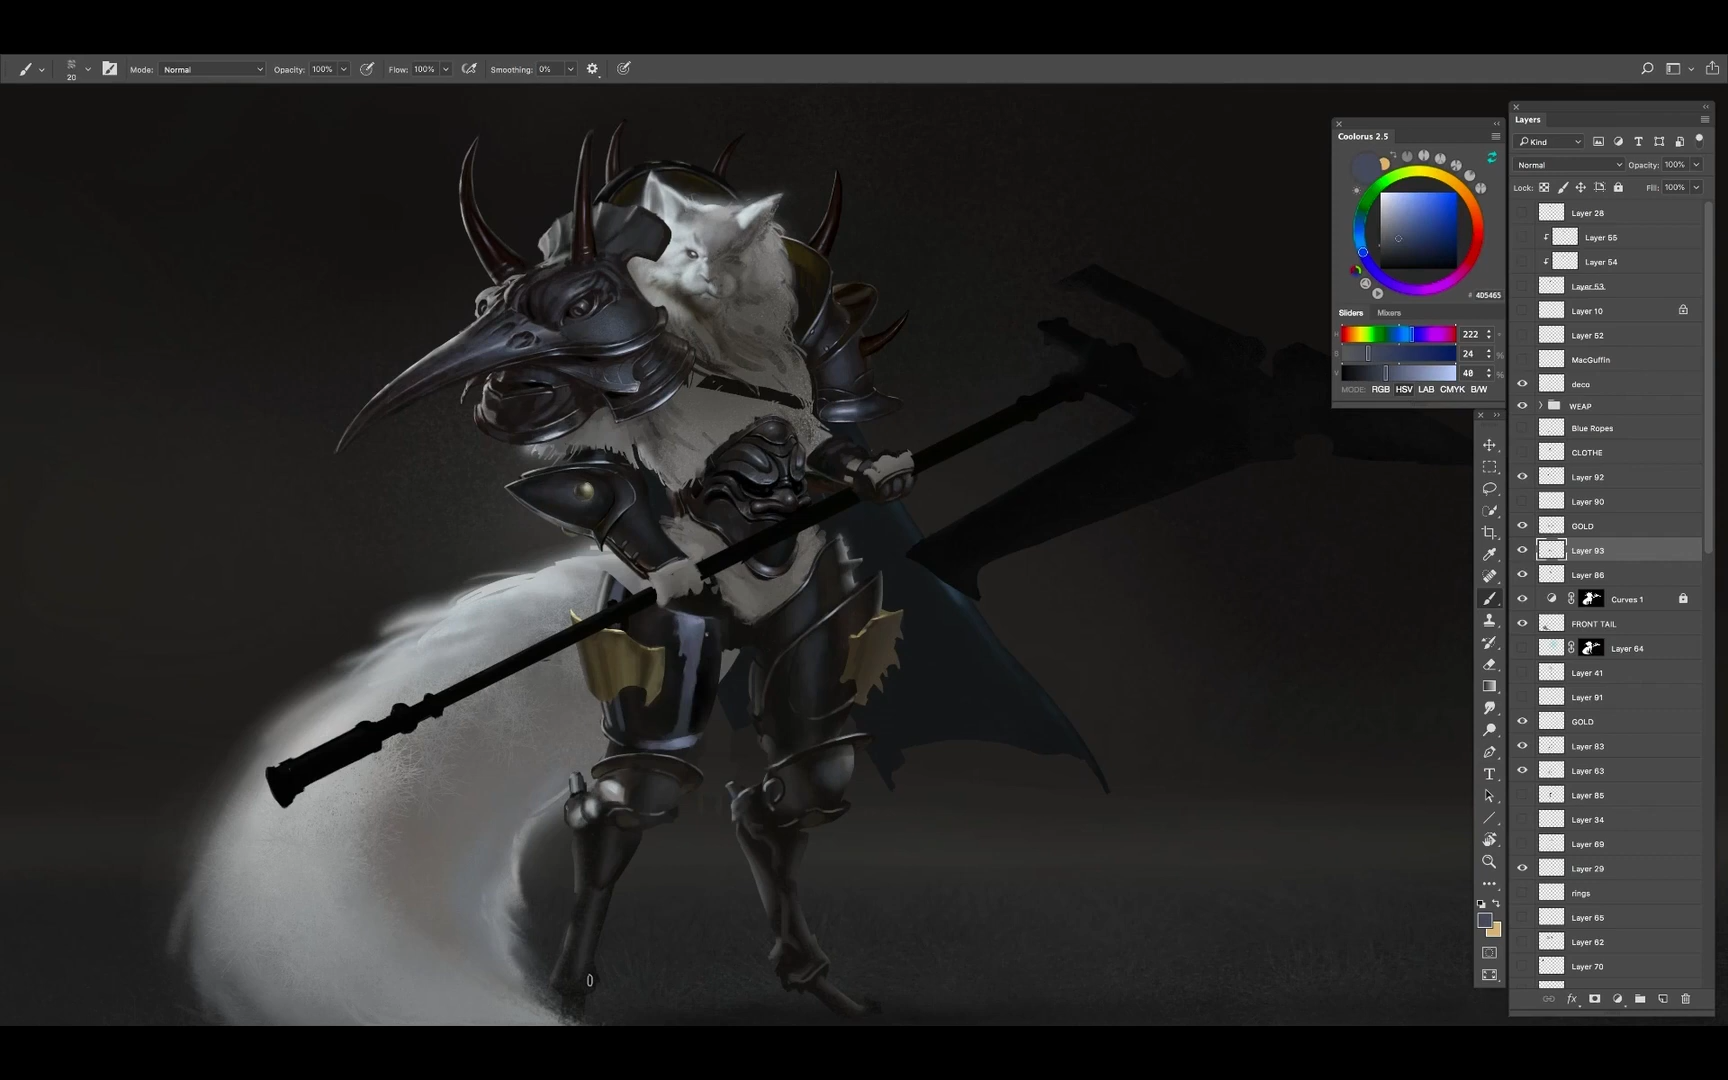 20
Mode: Normal
Opacity: 100%
Flow: 100%
Smoothing: 0%
Coolorus 2.5
# 4D5465
Sliders Mixers
H 222
24 %
V 40 %
MODE: RGB HSV LAB CMYK B/W
Layers
Kind
Normal Opacity: 100%
Lock: Fill: 100%
Layer 28
Layer 55
Layer 54
Layer 53
Layer 10
Layer 52
MacGuffin
deco
WEAP
Blue Ropes
CLOTHE
Layer 92
Layer 90
GOLD
Layer 93
Layer 86
Curves 1
FRONT TAIL
Layer 64
Layer 41
Layer 91
GOLD
Layer 83
Layer 63
Layer 85
Layer 34
Layer 69
Layer 29
rings
Layer 65
Layer 62
Layer 70
fx